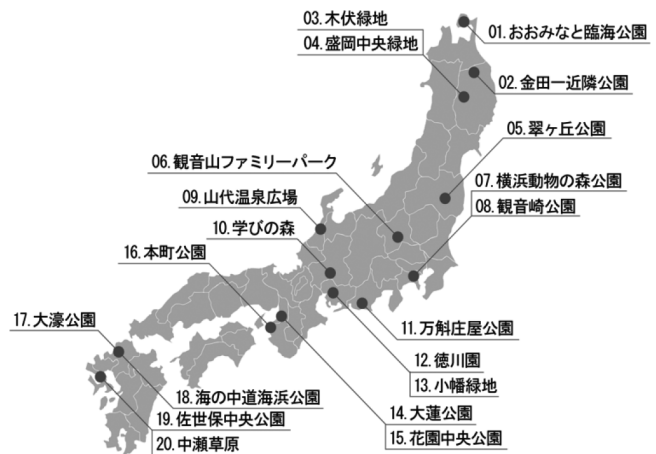 03.木伏緑地
04.盛岡中央緑地
01.おおみなと臨海公園
02.金田一近隣公園
05.翠ヶ丘公園
06.観音山ファミリーパーク
07.横浜動物の森公園
08.観音崎公園
09.山代温泉広場
10.学びの森
16.本町公園
17.大濠公園
11.万斛庄屋公園
12.徳川園
13.小幡緑地
18.海の中道海浜公園
19.佐世保中央公園
20.中瀬草原
14.大蓮公園
15.花園中央公園